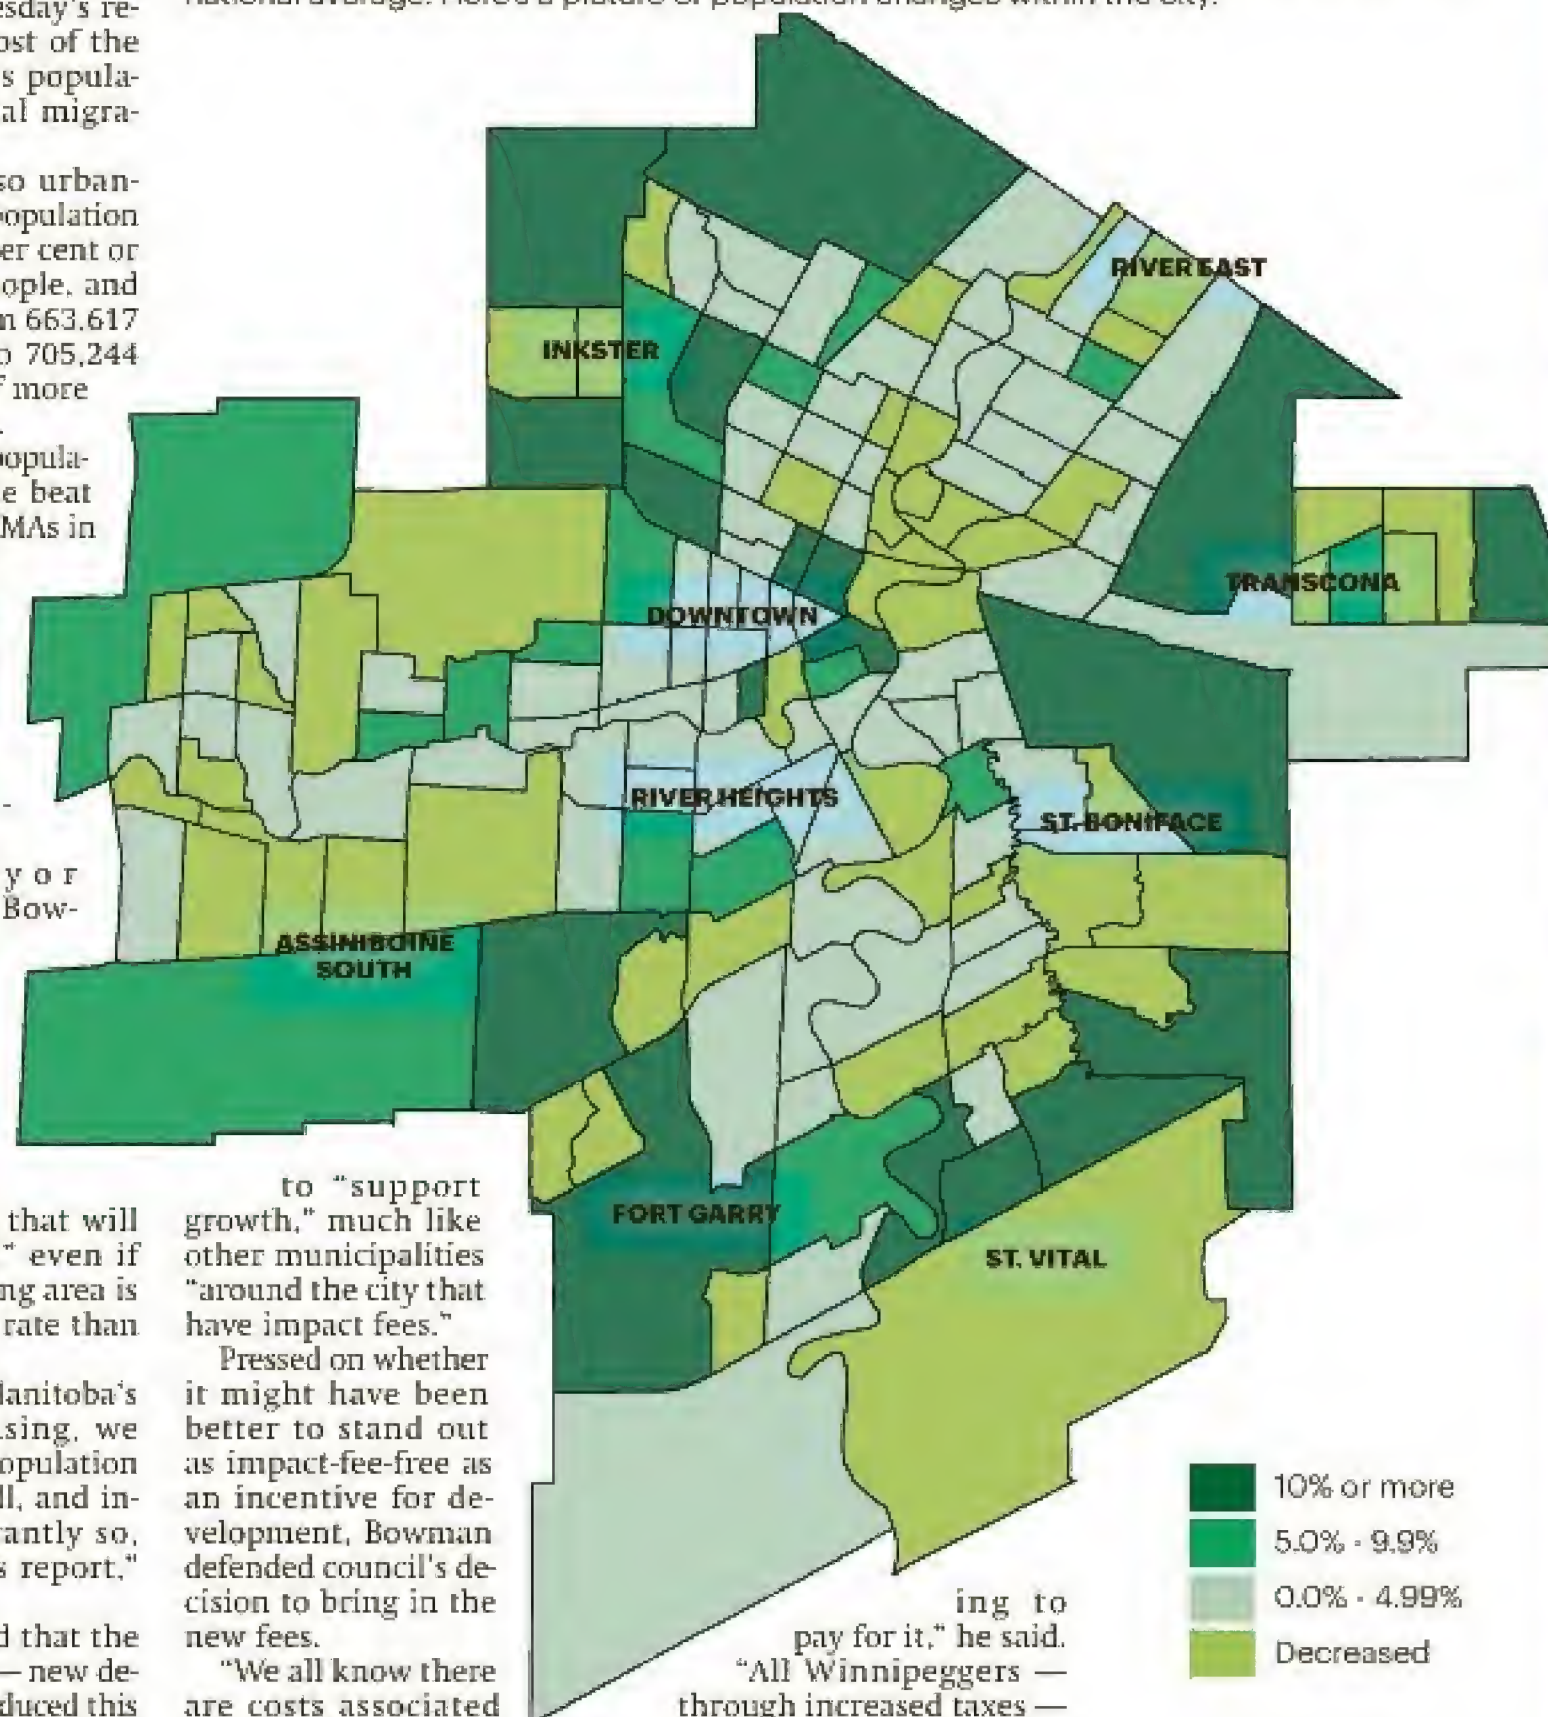 national average. Here's a picture of population changes within the city.
esday's re-
ost of the
s popula-
al migra-
so urban-
population
er cent or
ople, and
m 663,617
o 705,244
f more
popula-
e beat
MAs in
yor
Bow-
that will
" even if
ng area is
rate than
Manitoba's
sing, we
opulation
ll, and in-
rantly so,
s report,"
d that the
— new de-
duced this
to "support
growth," much like
other municipalities
"around the city that
have impact fees."
Pressed on whether
it might have been
better to stand out
as impact-fee-free as
an incentive for de-
velopment, Bowman
defended council's de-
cision to bring in the
new fees.
"We all know there
are costs associated
ing to
pay for it," he said.
"All Winnipeggers —
through increased taxes —
RIVER EAST
INKSTER
TRANSCONA
DOWNTOWN
RIVER HEIGHTS
ST. BONIFACE
ASSINIBOINE
SOUTH
FORT GARRY
ST. VITAL
10% or more
5.0% - 9.9%
0.0% - 4.99%
Decreased